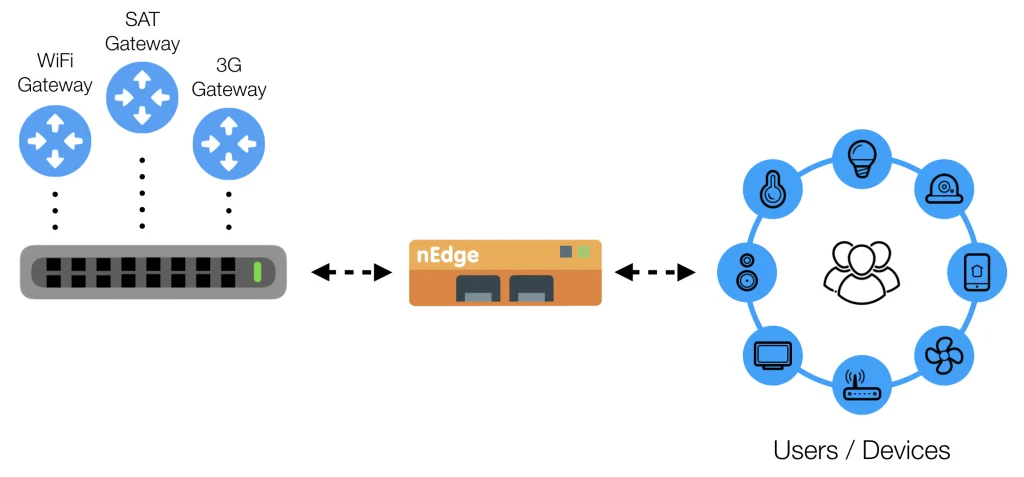 SAT
Gateway
WiFi
Gateway
3G
Gateway
nEdge
Users / Devices